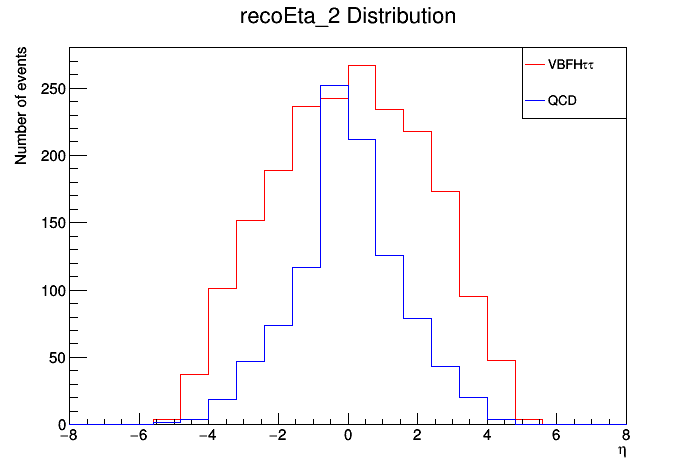 recoEta_2 Distribution
Number of events
VBFHττ
QCD
250
200
150
100
50
0
−8 −6 −4 −2 0 2 4 6 8
η